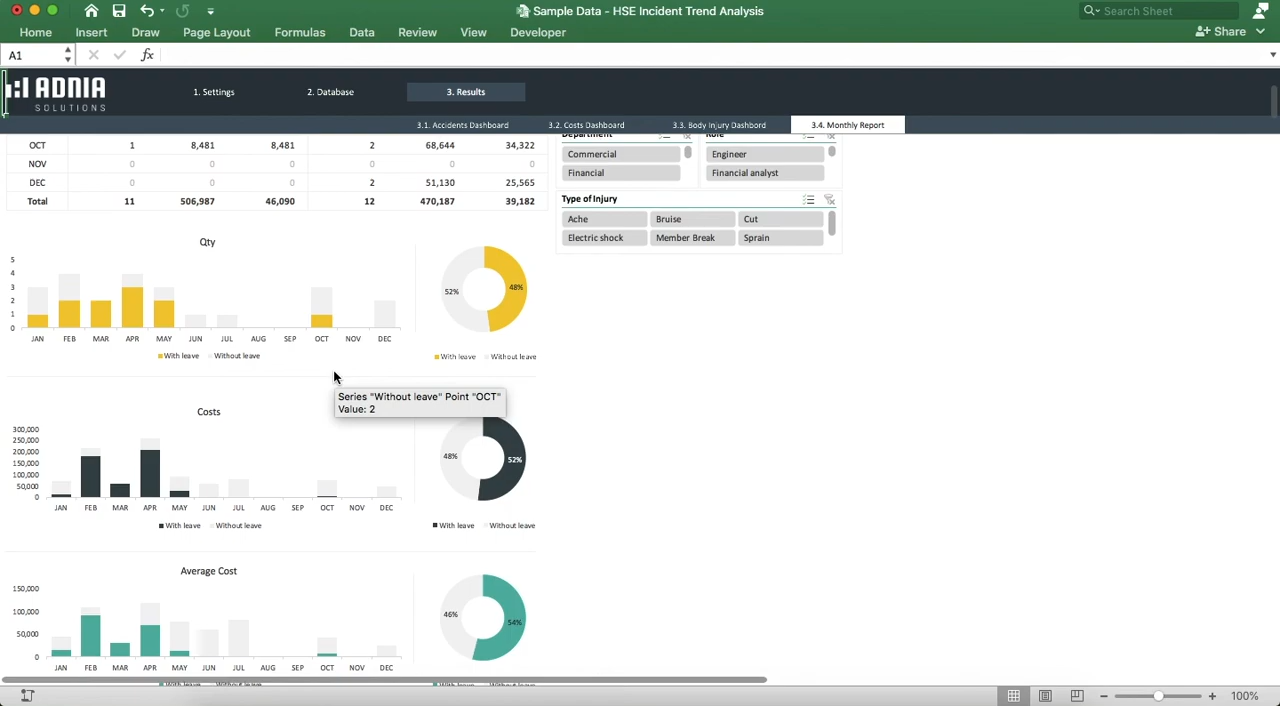 Sample Data - HSE Incident Trend Analysis
Search Sheet
Home Insert Draw Page Layout Formulas Data Review View Developer
Share
A1 fx
ADNIA
SOLUTIONS
1. Settings 2. Database 3. Results
3.1. Accidents Dashboard 3.2. Costs Dashboard 3.3. Body Injury Dashbord 3.4. Monthly Report
Department Role
OCT 1 8,481 8,481 2 68,644 34,322
Commercial Engineer
NOV 0 0 0 0 0 0
Financial Financial analyst
DEC 0 0 0 2 51,130 25,565
Total 11 506,987 46,090 12 470,187 39,182
Type of Injury
Ache Bruise Cut
Electric shock Member Break Sprain
Qty
5
4
3
2
1
0
JAN FEB MAR APR MAY JUN JUL AUG SEP OCT NOV DEC
With leave Without leave
52% 48%
With leave Without leave
Series "Without leave" Point "OCT"
Value: 2
Costs
300,000
250,000
200,000
150,000
100,000
50,000
0
JAN FEB MAR APR MAY JUN JUL AUG SEP OCT NOV DEC
With leave Without leave
48% 52%
With leave Without leave
Average Cost
150,000
100,000
50,000
0
JAN FEB MAR APR MAY JUN JUL AUG SEP OCT NOV DEC
46% 54%
With leave Without leave
With leave Without leave
100%